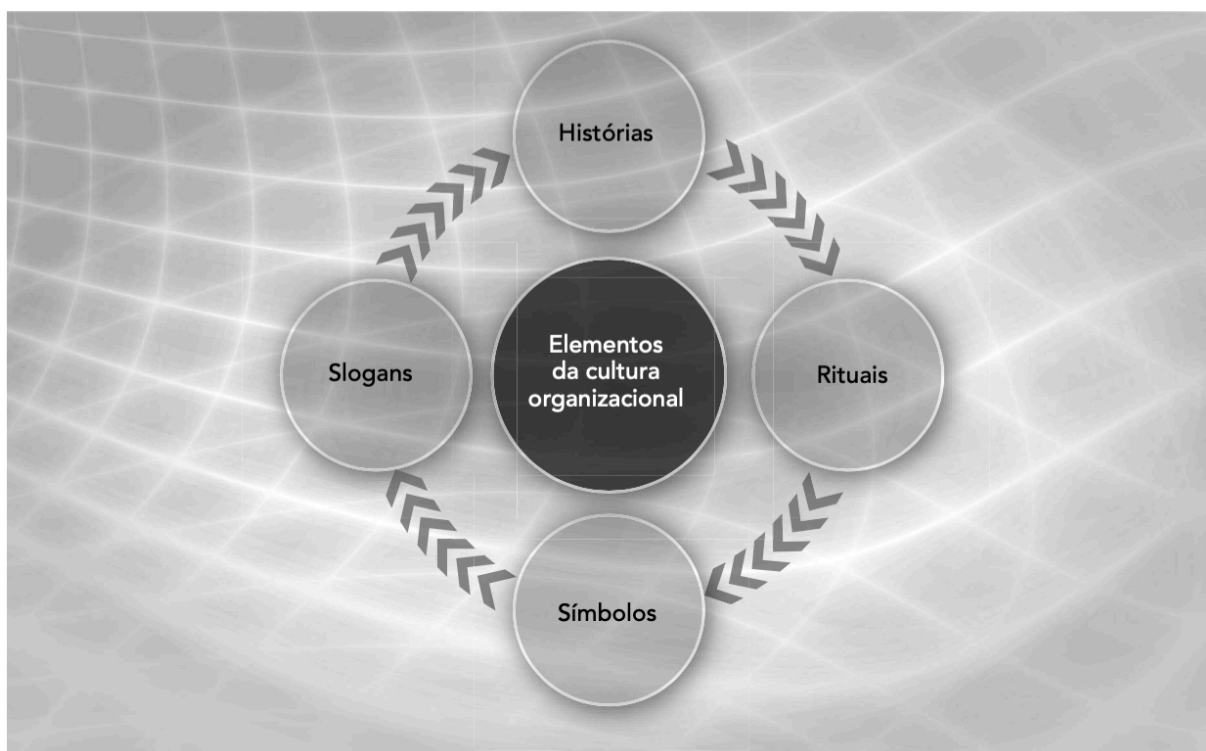 Histórias
Slogans
Elementos
da cultura
organizacional
Rituais
Símbolos